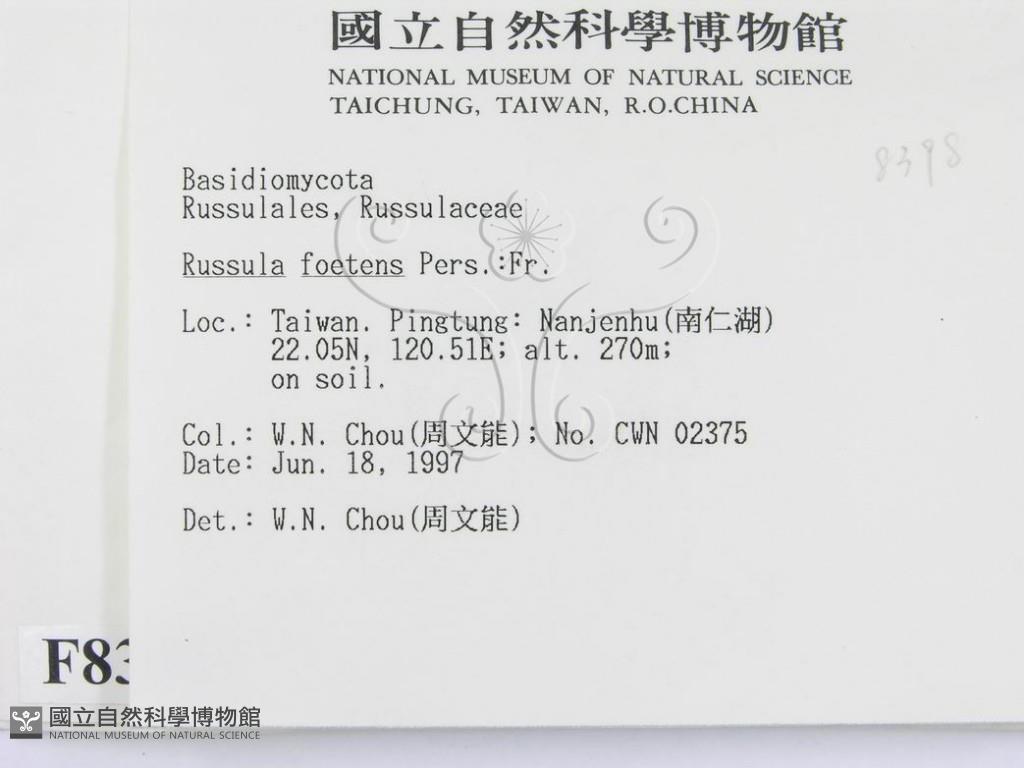 國立自然科學博物館
NATIONAL MUSEUM OF NATURAL SCIENCE
TAICHUNG, TAIWAN, R.O.CHINA
8398
Basidiomycota
Russulales, Russulaceae
Russula foetens Pers.:Fr.
Loc.: Taiwan. Pingtung: Nanjenhu(南仁湖)
22.05N, 120.51E; alt. 270m;
on soil.
Col.: W.N. Chou(周文能); No. CWN 02375
Date: Jun. 18, 1997
Det.: W.N. Chou(周文能)
F83
國立自然科學博物館
NATIONAL MUSEUM OF NATURAL SCIENCE